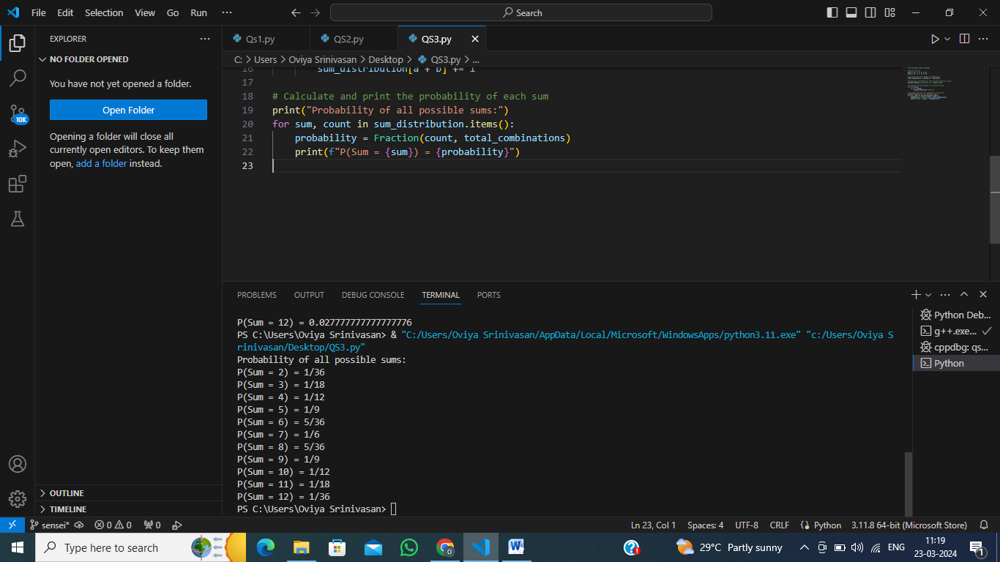 File Edit Selection View Go Run ···
Search
EXPLORER ···
NO FOLDER OPENED
You have not yet opened a folder.
Open Folder
Opening a folder will close all
currently open editors. To keep them
open, add a folder instead.
OUTLINE
TIMELINE
10K
Qs1.py QS2.py QS3.py
C: > Users > Oviya Srinivasan > Desktop > QS3.py > ...
16 sum_distribution[a + b] += 1
17
18 # Calculate and print the probability of each sum
19 print("Probability of all possible sums:")
20 for sum, count in sum_distribution.items():
21 probability = Fraction(count, total_combinations)
22 print(f"P(Sum = {sum}) = {probability}")
23
PROBLEMS OUTPUT DEBUG CONSOLE TERMINAL PORTS
P(Sum = 12) = 0.027777777777777776
PS C:\Users\Oviya Srinivasan> & "C:/Users/Oviya Srinivasan/AppData/Local/Microsoft/WindowsApps/python3.11.exe" "c:/Users/Oviya S
rinivasan/Desktop/QS3.py"
Probability of all possible sums:
P(Sum = 2) = 1/36
P(Sum = 3) = 1/18
P(Sum = 4) = 1/12
P(Sum = 5) = 1/9
P(Sum = 6) = 5/36
P(Sum = 7) = 1/6
P(Sum = 8) = 5/36
P(Sum = 9) = 1/9
P(Sum = 10) = 1/12
P(Sum = 11) = 1/18
P(Sum = 12) = 1/36
PS C:\Users\Oviya Srinivasan>
Python Deb...
g++.exe...
cppdbg: qs...
Python
sensei* 0 0 0 Ln 23, Col 1 Spaces: 4 UTF-8 CRLF Python 3.11.8 64-bit (Microsoft Store)
Type here to search 29°C Partly sunny ENG
11:19
23-03-2024
1